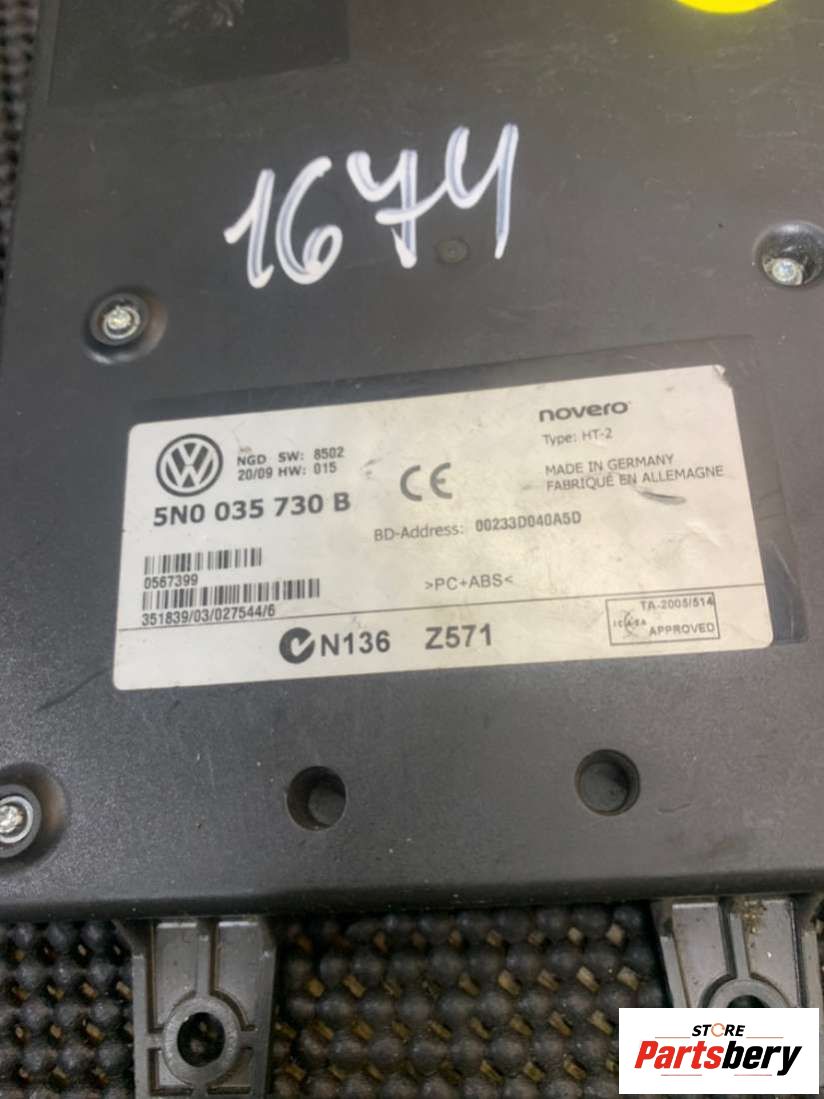 1674
NGD SW: 8502
20/09 HW: 015
5N0 035 730 B
CE
novero
Type: HT-2
MADE IN GERMANY
FABRIQUÉ EN ALLEMAGNE
BD-Address: 00233D040A5D
0567399
351839/03/027544/6
>PC+ABS<
N136 Z571
TA-2005/514
ICASA
APPROVED
STORE
Partsbery